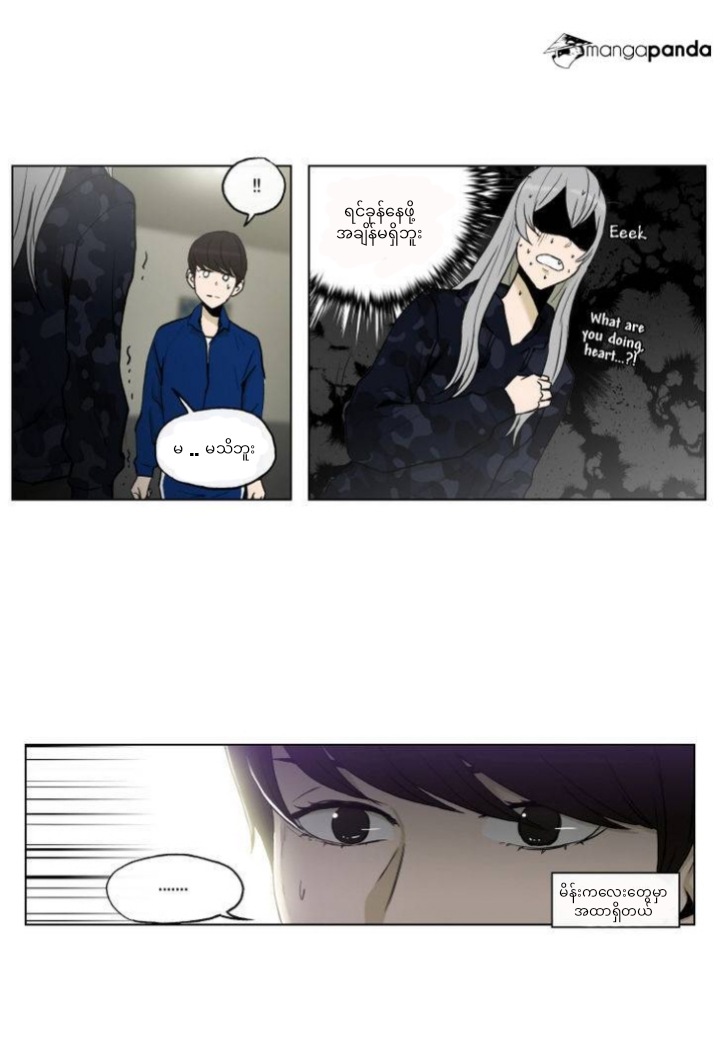 mangapanda
!!
မ .. မသိဘူး
ရင်ခုန်နေဖို့
အချိန်မရှိဘူး
Eeek
What are
you doing,
heart...?!
.......
မိန်းကလေးတွေမှာ
အထာရှိတယ်